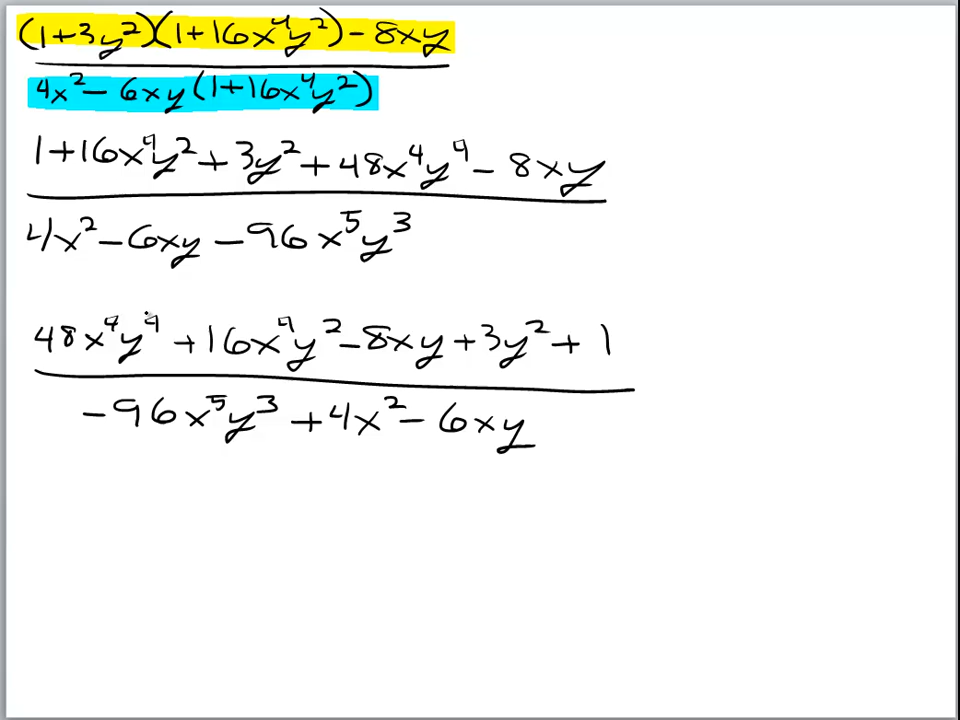 (1+3y²)(1+16x⁴y²) - 8xy
4x² - 6xy(1+16x⁴y²)
1+16x⁴y² + 3y² + 48x⁴y⁴ - 8xy
4x² - 6xy - 96x⁵y³
48x⁴y⁴ + 16x⁴y² - 8xy + 3y² + 1
- 96x⁵y³ + 4x² - 6xy